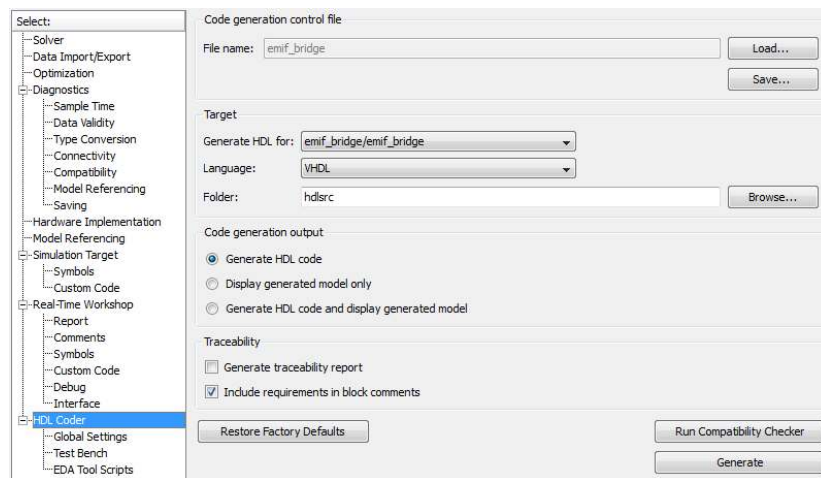 Select:
Solver
Data Import/Export
Optimization
Diagnostics
Sample Time
Data Validity
Type Conversion
Connectivity
Compatibility
Model Referencing
Saving
Hardware Implementation
Model Referencing
Simulation Target
Symbols
Custom Code
Real-Time Workshop
Report
Comments
Symbols
Custom Code
Debug
Interface
HDL Coder
Global Settings
Test Bench
EDA Tool Scripts
Code generation control file
File name: emif_bridge Load...
Save...
Target
Generate HDL for: emif_bridge/emif_bridge
Language: VHDL
Folder: hdlsrc Browse...
Code generation output
Generate HDL code
Display generated model only
Generate HDL code and display generated model
Traceability
Generate traceability report
Include requirements in block comments
Restore Factory Defaults Run Compatibility Checker
Generate